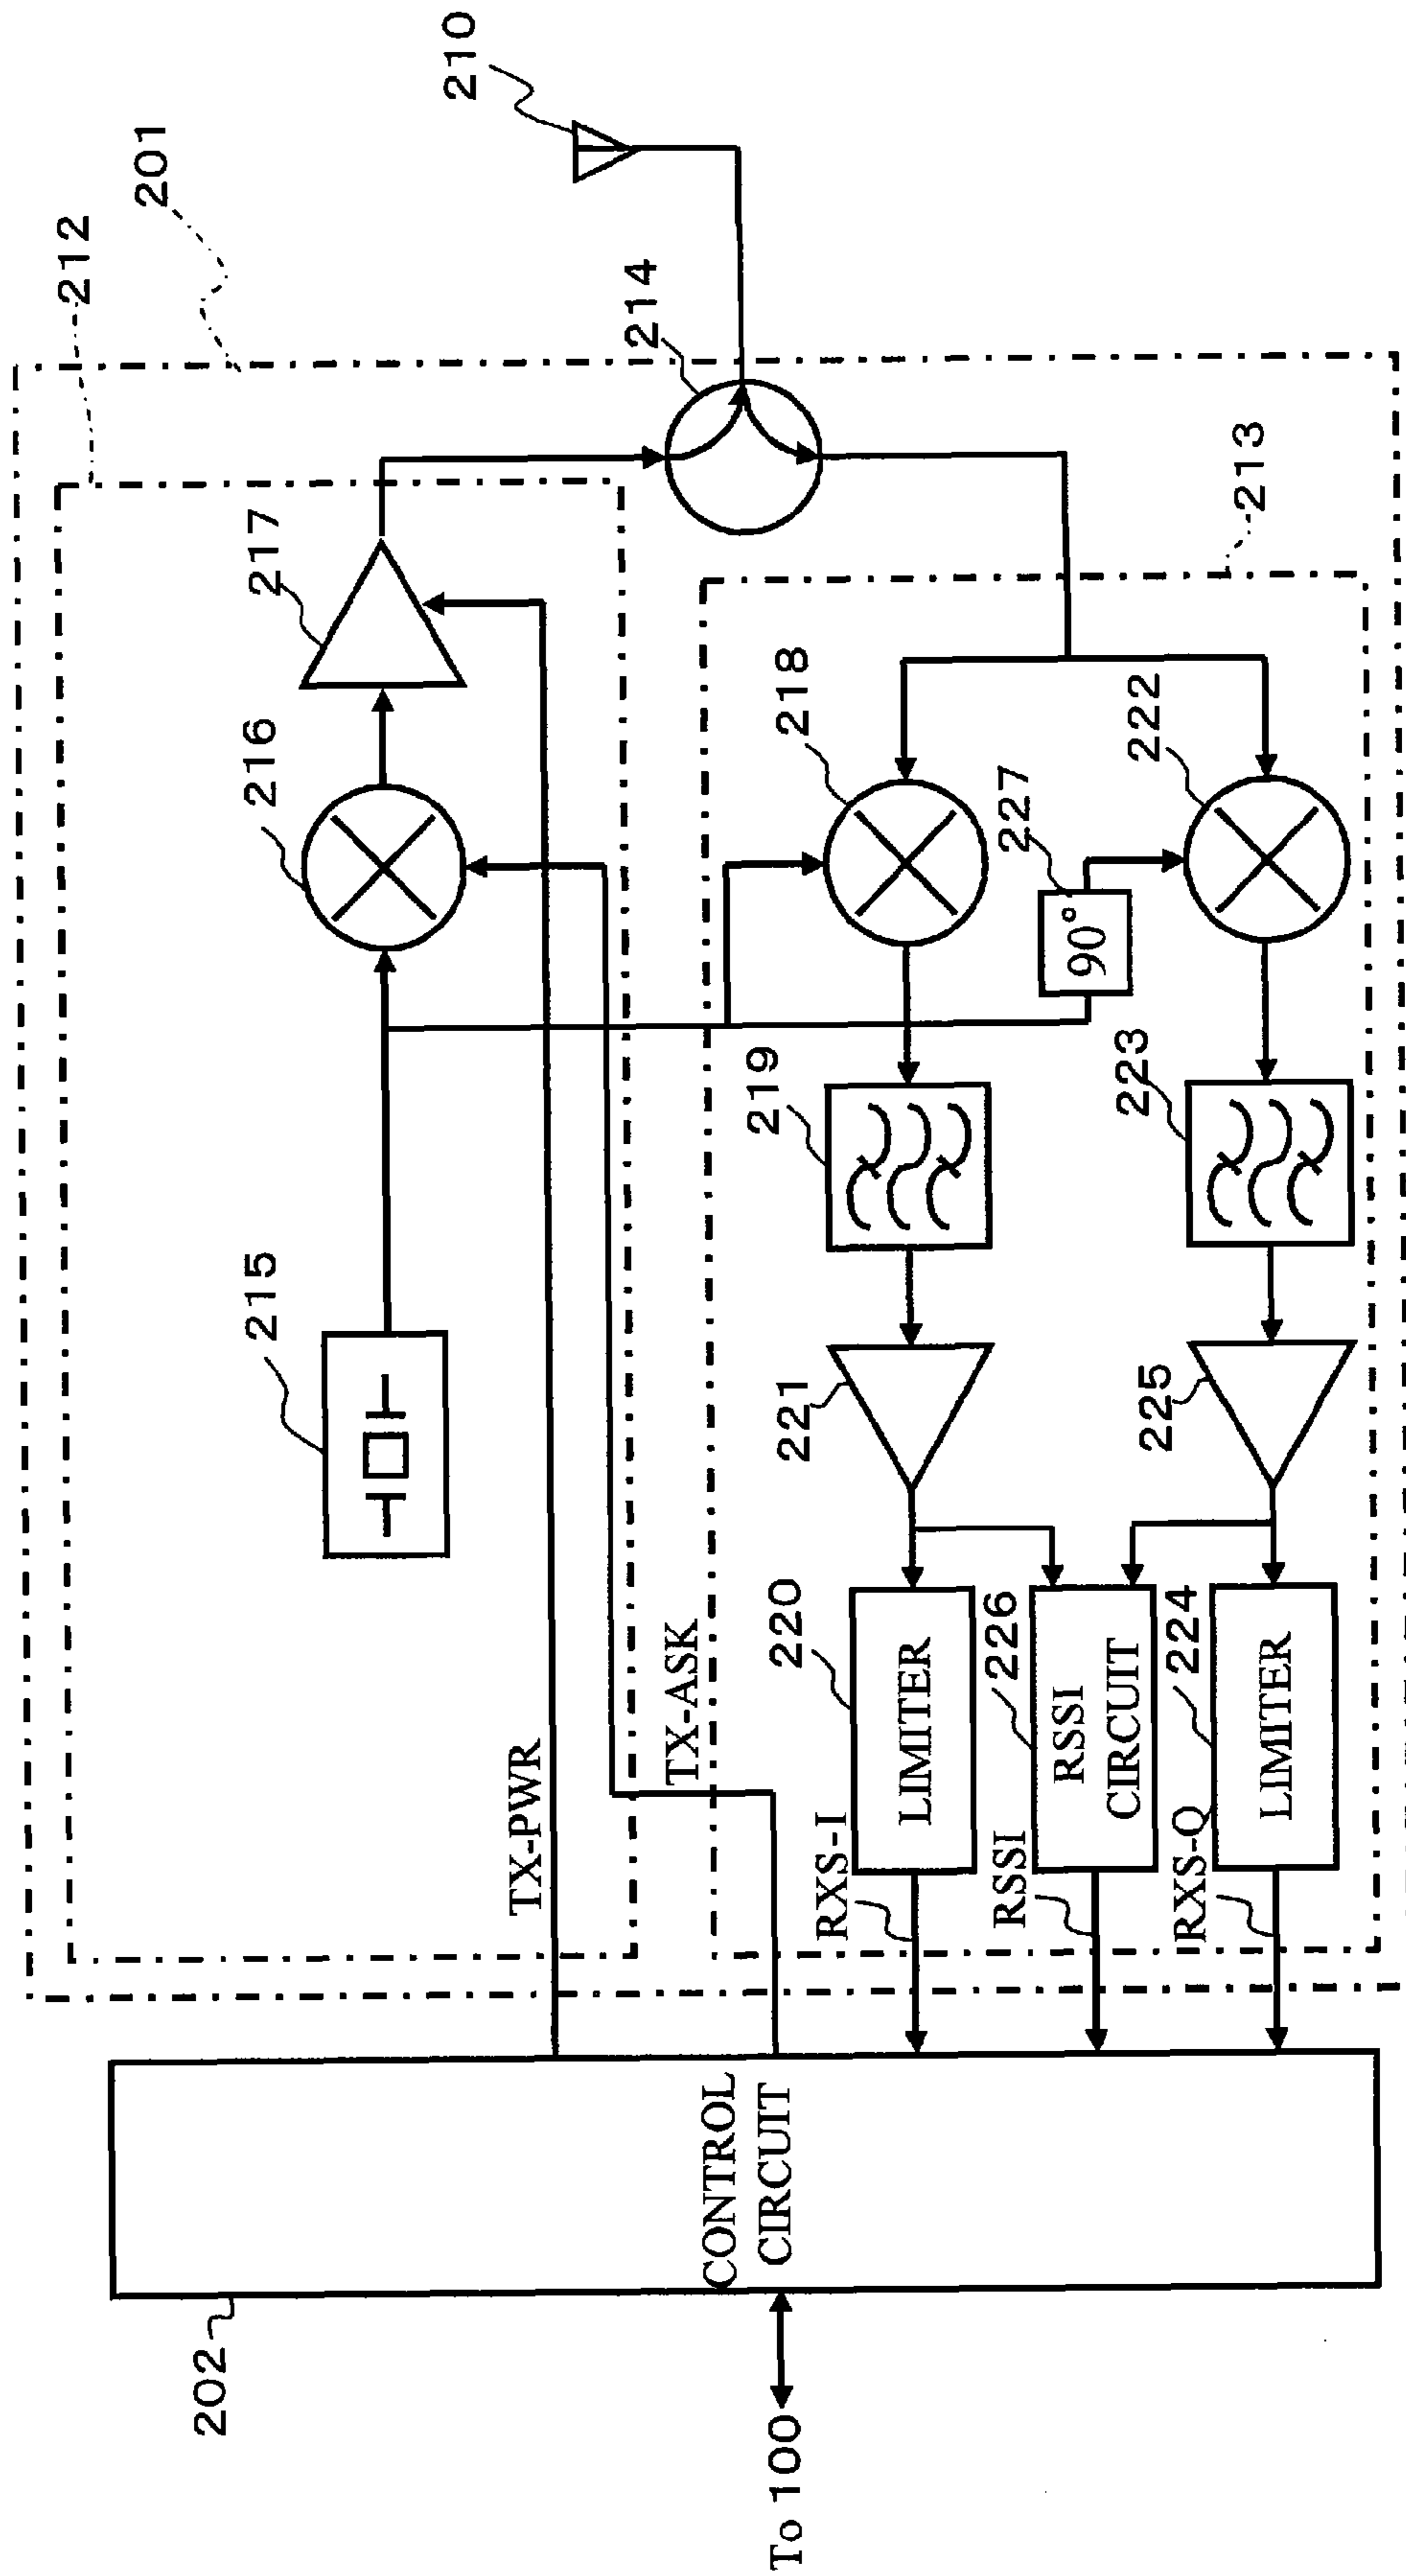 201
212
210
214
217
216
215
213
218
222
227
90°
219
223
221
225
220
226
224
LIMITER
RSSI
CIRCUIT
LIMITER
TX-PWR
TX-ASK
RXS-I
RSSI
RXS-Q
CONTROL
CIRCUIT
202
To 100